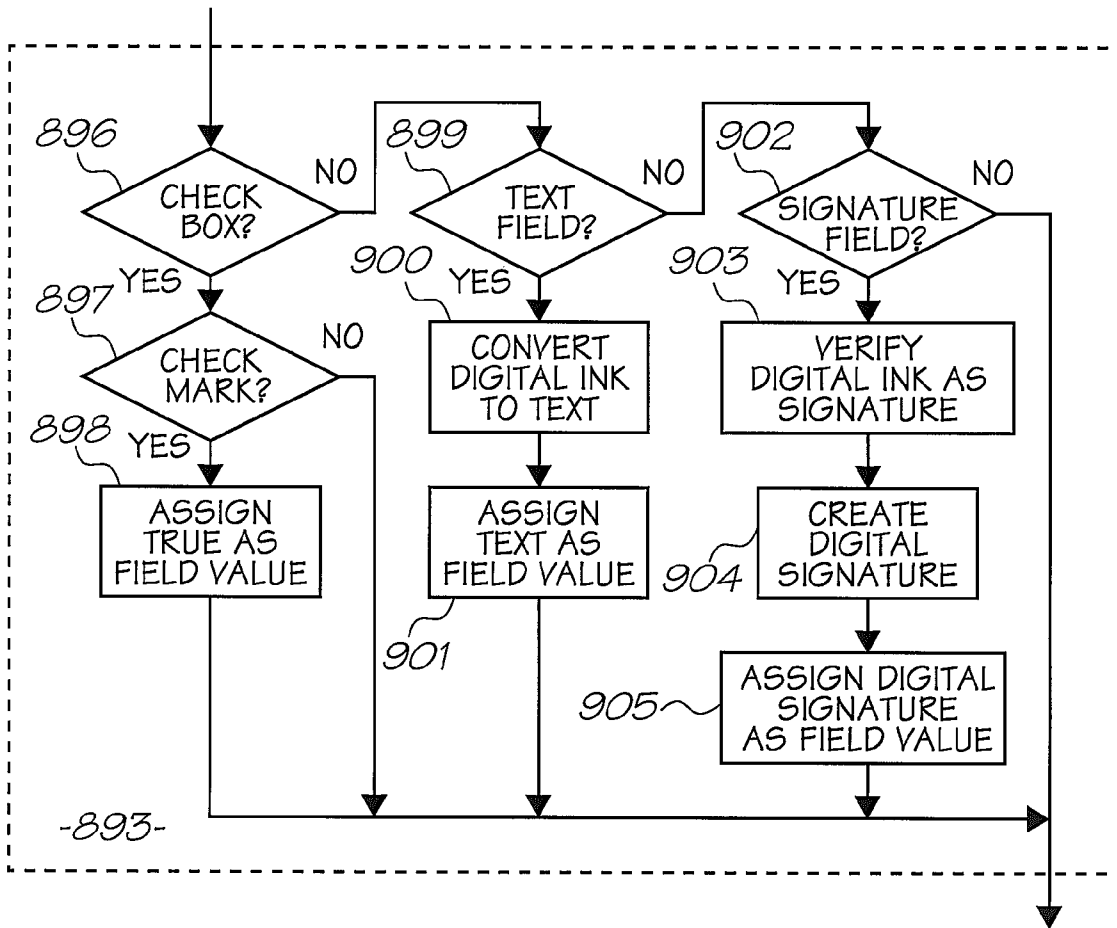 896
CHECK
BOX?
NO
YES
897
CHECK
MARK?
NO
YES
898
ASSIGN
TRUE AS
FIELD VALUE
899
TEXT
FIELD?
NO
YES
900
CONVERT
DIGITAL INK
TO TEXT
ASSIGN
TEXT AS
FIELD VALUE
901
902
SIGNATURE
FIELD?
NO
YES
903
VERIFY
DIGITAL INK AS
SIGNATURE
CREATE
DIGITAL
SIGNATURE
904
ASSIGN DIGITAL
SIGNATURE
AS FIELD VALUE
905
-893-